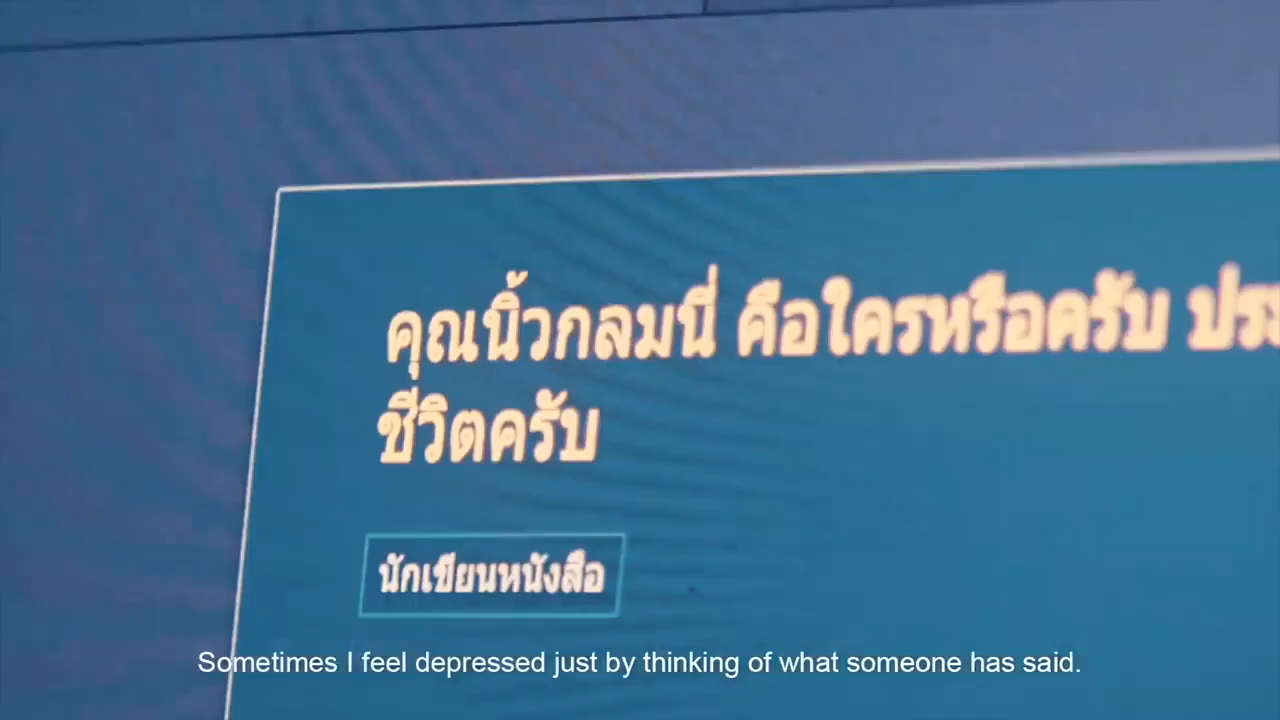 คุณนิ้วกลมนี่ คือใครหรือครับ
ชีวิตครับ
นักเขียนหนังสือ
Sometimes I feel depressed just by thinking of what someone has said.